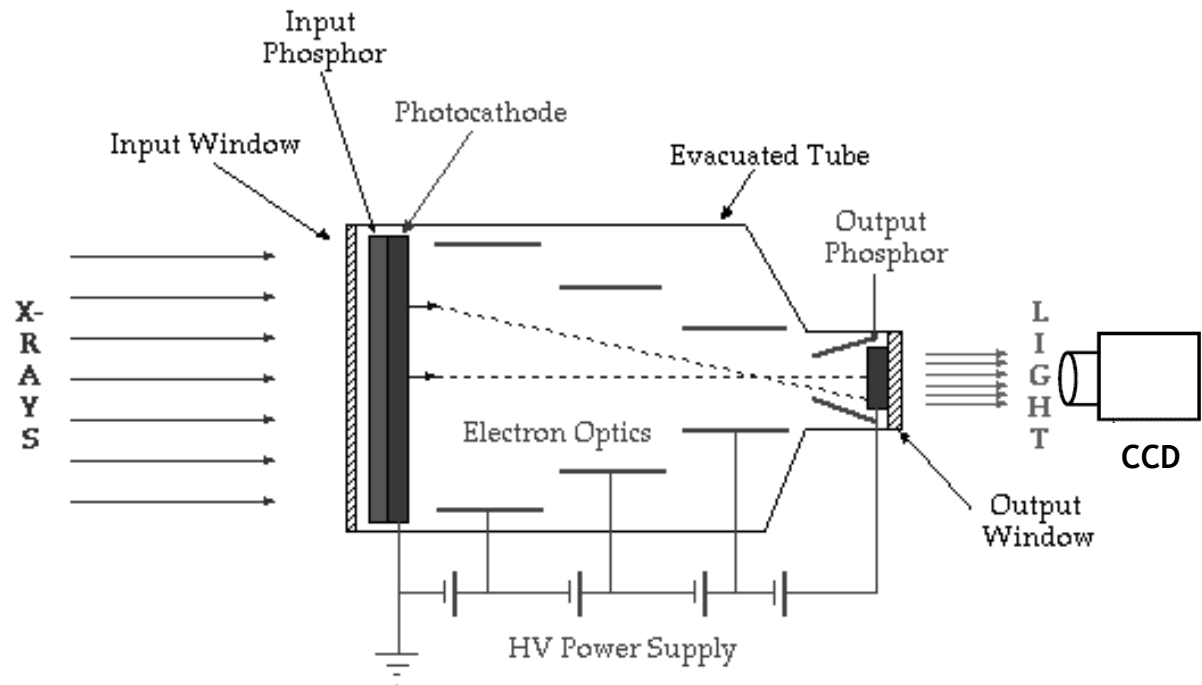 Input
Phosphor
Photocathode
Input Window
Evacuated Tube
Output
Phosphor
X-
R
A
Y
S
L
I
G
H
T
Electron Optics
CCD
Output
Window
HV Power Supply